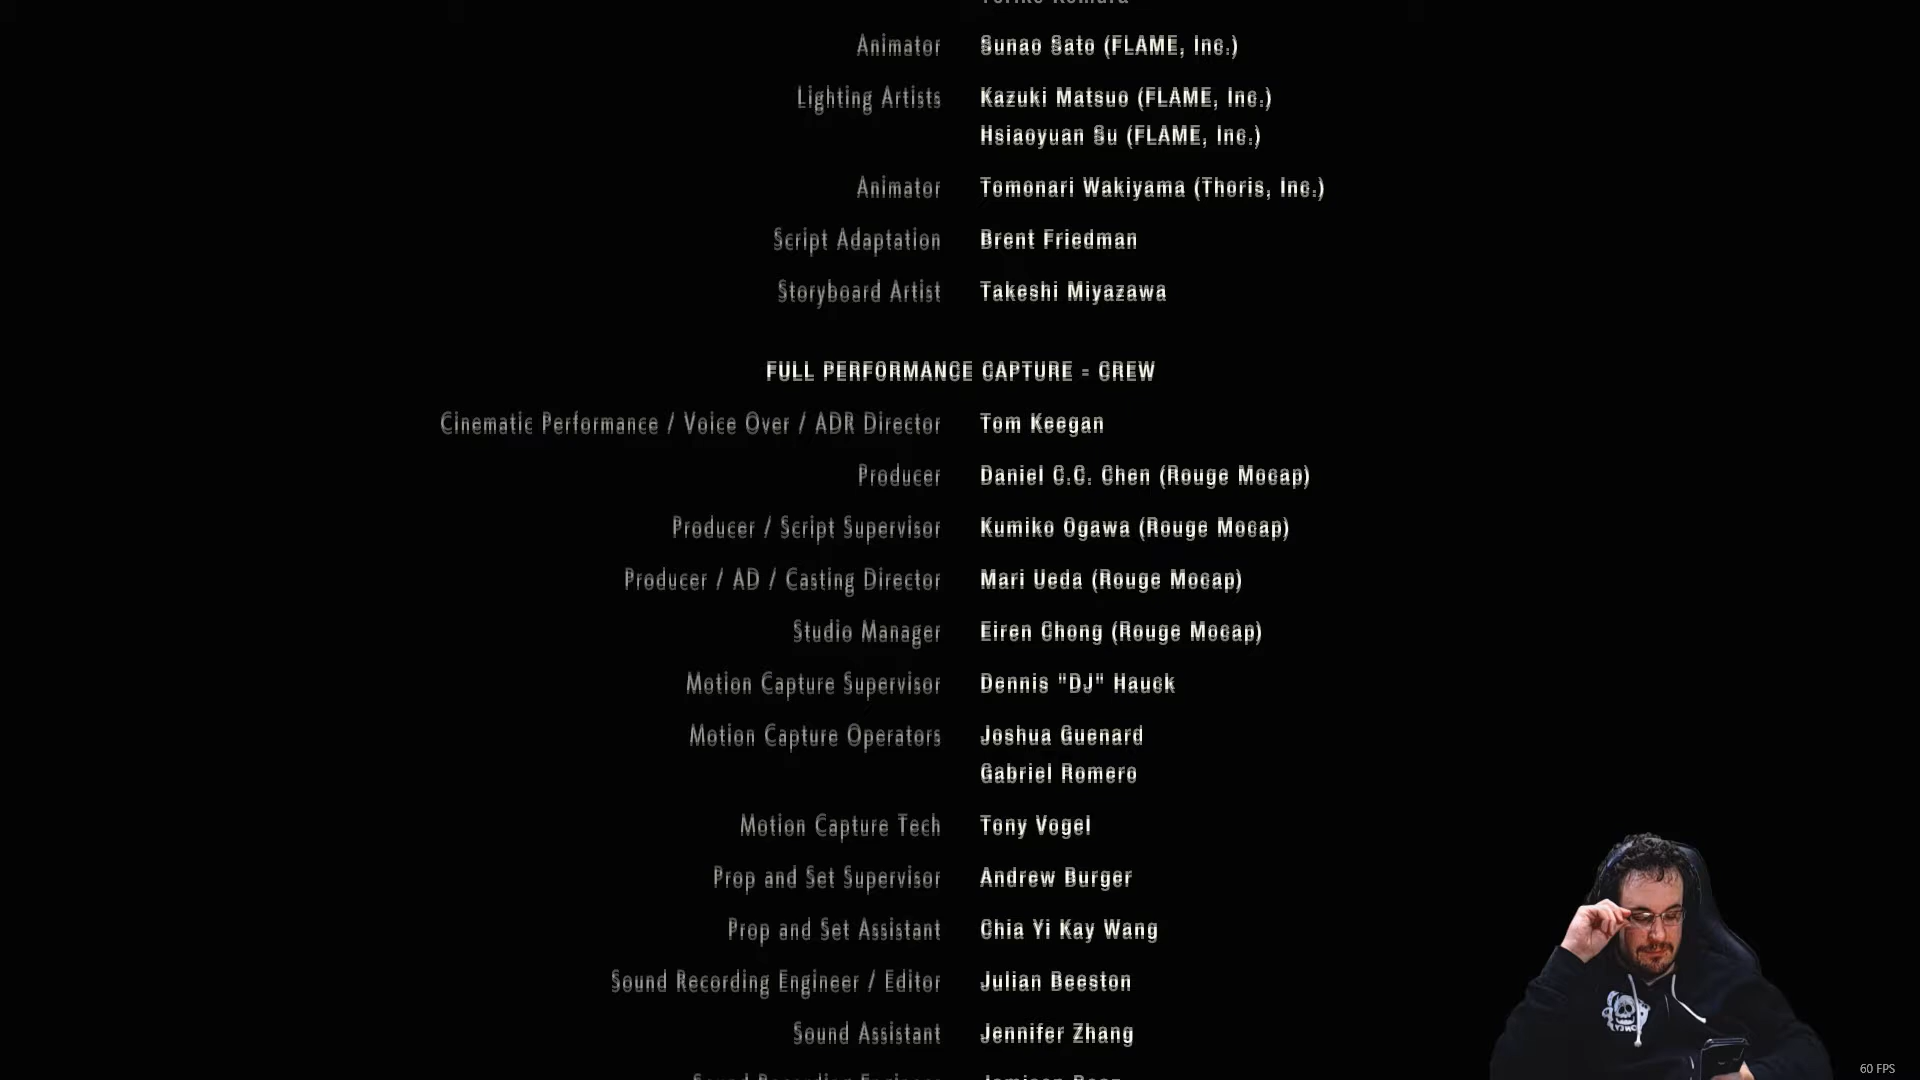 Animator Sunao Sato (FLAME, Inc.)
Lighting Artists Kazuki Matsuo (FLAME, Inc.)
Hsiaoyuan Su (FLAME, Inc.)
Animator Tomonari Wakiyama (Thoris, Inc.)
Script Adaptation Brent Friedman
Storyboard Artist Takeshi Miyazawa
FULL PERFORMANCE CAPTURE - CREW
Cinematic Performance / Voice Over / ADR Director Tom Keegan
Producer Daniel C.C. Chen (Rouge Mocap)
Producer / Script Supervisor Kumiko Ogawa (Rouge Mocap)
Producer / AD / Casting Director Mari Ueda (Rouge Mocap)
Studio Manager Eiren Chong (Rouge Mocap)
Motion Capture Supervisor Dennis "DJ" Hauck
Motion Capture Operators Joshua Guenard
Gabriel Romero
Motion Capture Tech Tony Vogel
Prop and Set Supervisor Andrew Burger
Prop and Set Assistant Chia Yi Kay Wang
Sound Recording Engineer / Editor Julian Beeston
Sound Assistant Jennifer Zhang
60 FPS